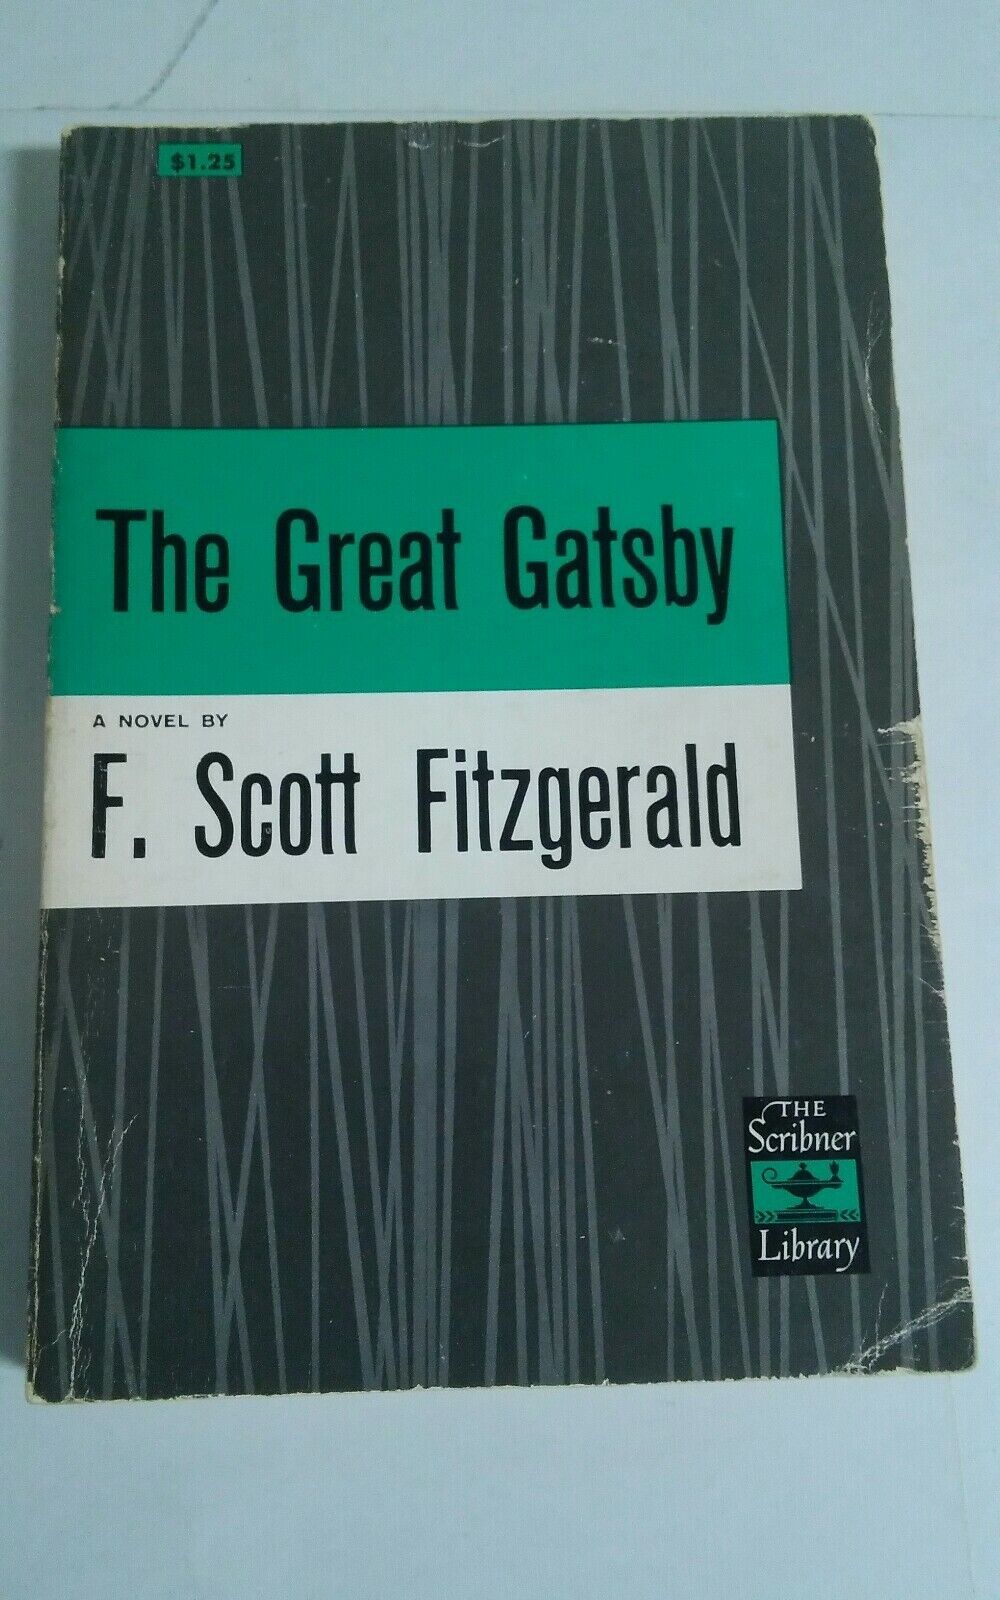 $1.25
The Great Gatsby
A NOVEL BY
F. Scott Fitzgerald
THE
Scribner
Library